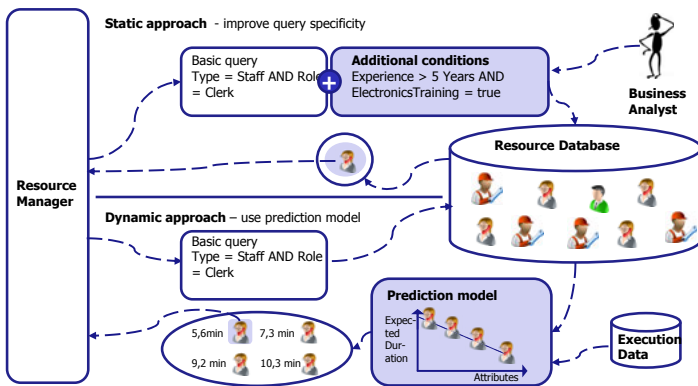 Static approach - improve query specificity
Basic query
Type = Staff AND Role
= Clerk
+
Additional conditions
Experience > 5 Years AND
ElectronicsTraining = true
Business
Analyst
Resource Database
Resource
Manager
Dynamic approach – use prediction model
Basic query
Type = Staff AND Role
= Clerk
Prediction model
Expec-
ted
Dur-
ation
Attributes
5,6min
7,3 min
9,2 min
10,3 min
Execution
Data